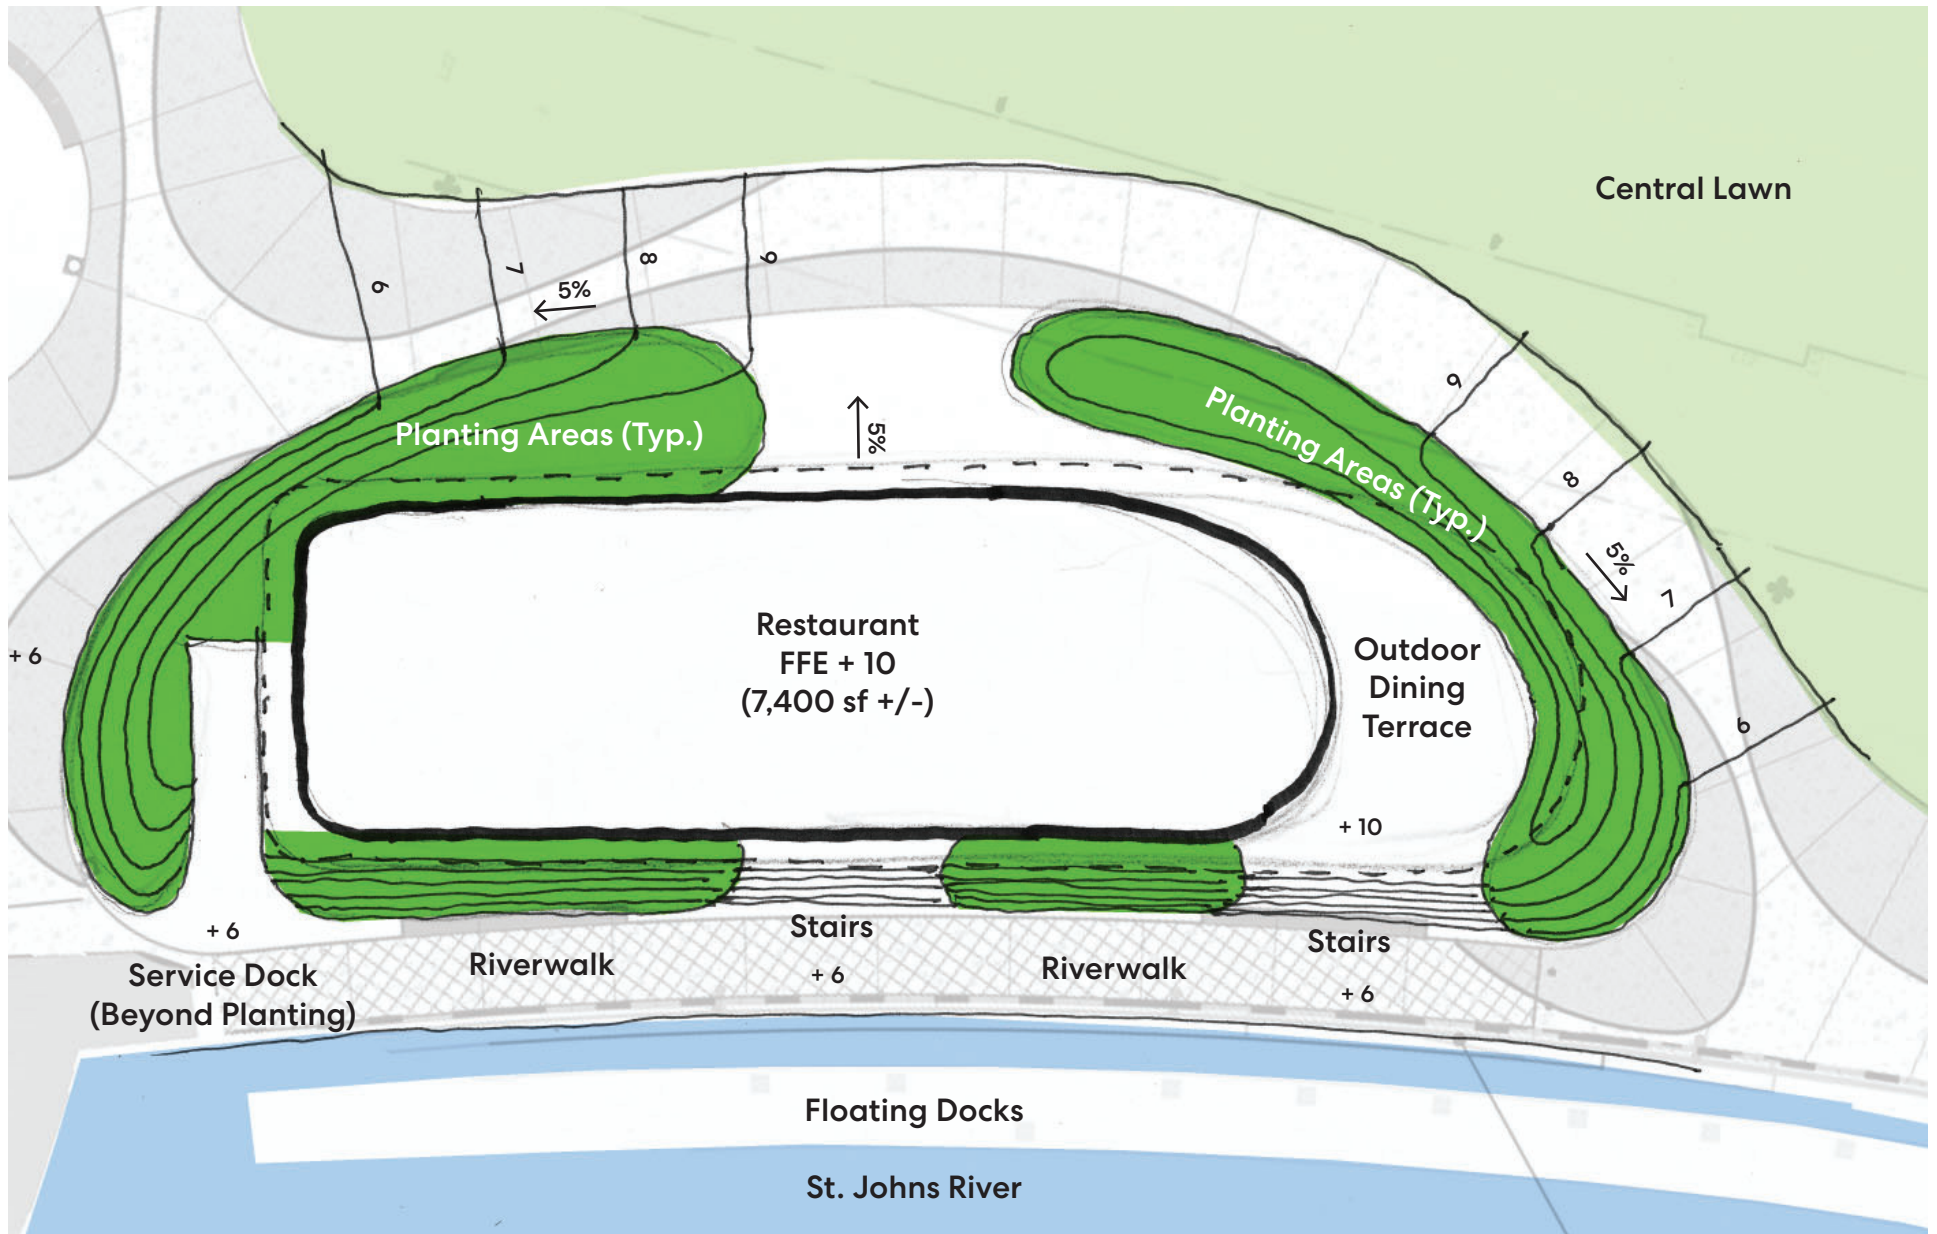 Central Lawn
6
7
8
9
5%
5%
Planting Areas (Typ.)
Planting Areas (Typ.)
9
8
5%
7
6
+ 6
Restaurant
FFE + 10
(7,400 sf +/-)
Outdoor
Dining
Terrace
+ 10
+ 6
Service Dock
(Beyond Planting)
Riverwalk
Stairs
+ 6
Riverwalk
Stairs
+ 6
Floating Docks
St. Johns River